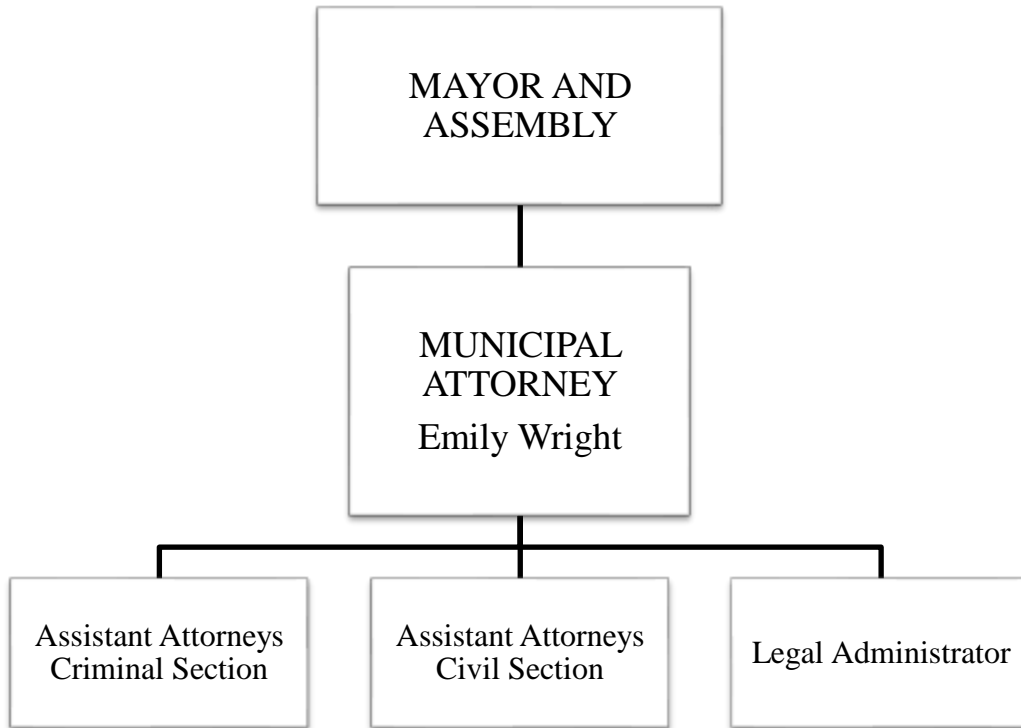 MAYOR AND
ASSEMBLY
MUNICIPAL
ATTORNEY
Emily Wright
Assistant Attorneys
Criminal Section
Assistant Attorneys
Civil Section
Legal Administrator